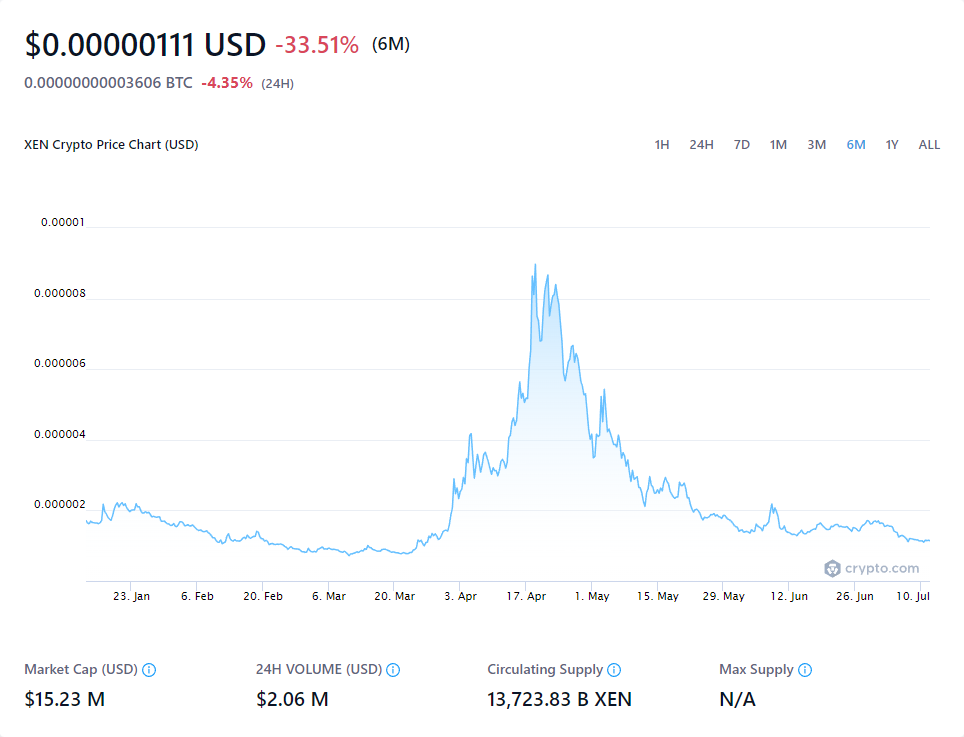 $0.00000111 USD -33.51% (6M)
0.00000000003606 BTC -4.35% (24H)
XEN Crypto Price Chart (USD) 1H 24H 7D 1M 3M 6M 1Y ALL
0.00001
0.000008
0.000006
0.000004
0.000002
crypto.com
23. Jan 6. Feb 20. Feb 6. Mar 20. Mar 3. Apr 17. Apr 1. May 15. May 29. May 12. Jun 26. Jun 10. Jul
Market Cap (USD) 24H VOLUME (USD) Circulating Supply Max Supply
$15.23 M $2.06 M 13,723.83 B XEN N/A